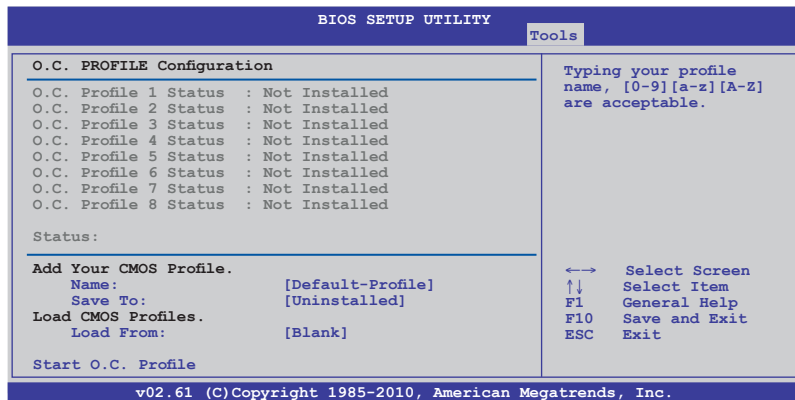 BIOS SETUP UTILITY
Tools
O.C. PROFILE Configuration
O.C. Profile 1 Status : Not Installed
O.C. Profile 2 Status : Not Installed
O.C. Profile 3 Status : Not Installed
O.C. Profile 4 Status : Not Installed
O.C. Profile 5 Status : Not Installed
O.C. Profile 6 Status : Not Installed
O.C. Profile 7 Status : Not Installed
O.C. Profile 8 Status : Not Installed
Status:
Add Your CMOS Profile.
Name: [Default-Profile]
Save To: [Uninstalled]
Load CMOS Profiles.
Load From: [Blank]
Start O.C. Profile
Typing your profile
name, [0-9][a-z][A-Z]
are acceptable.
←→ Select Screen
↑↓ Select Item
F1 General Help
F10 Save and Exit
ESC Exit
v02.61 (C)Copyright 1985-2010, American Megatrends, Inc.